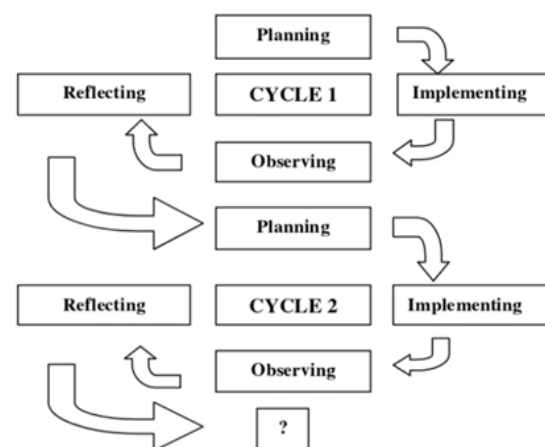 Planning
Reflecting
CYCLE 1
Implementing
Observing
Planning
Reflecting
CYCLE 2
Implementing
Observing
?